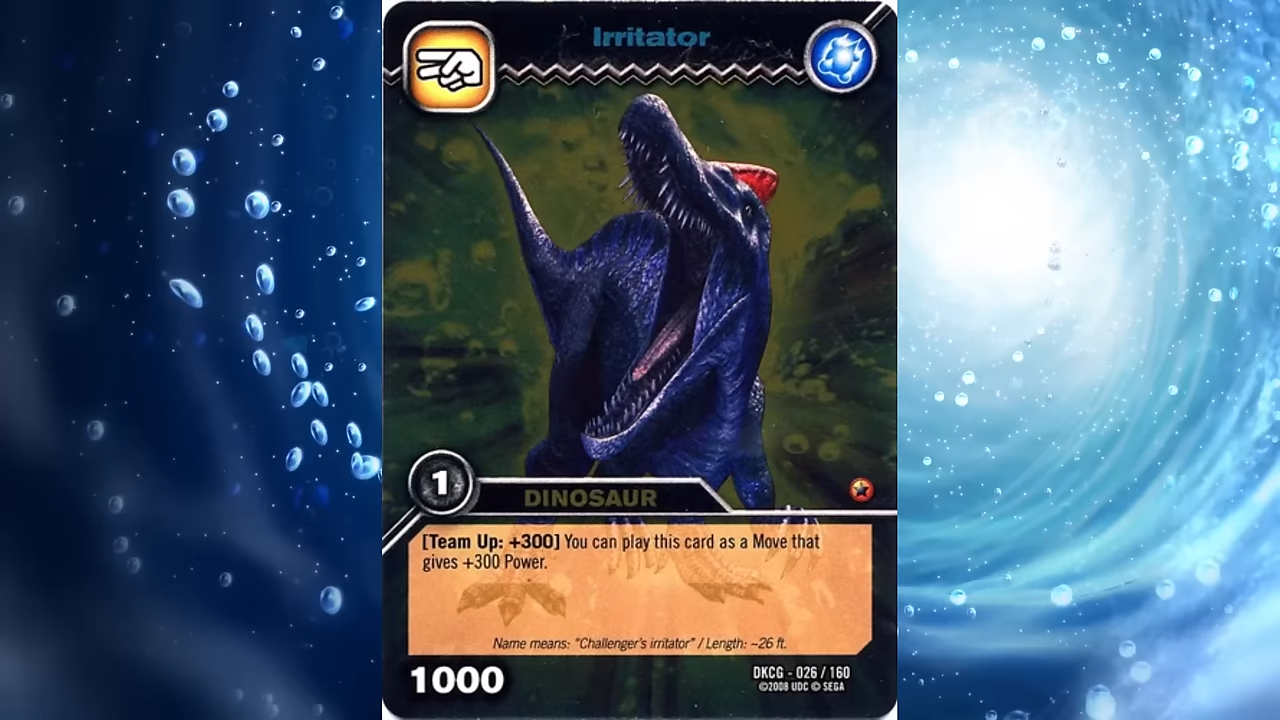 Irritator
1
DINOSAUR
[Team Up: +300] You can play this card as a Move that
gives +300 Power.
Name means: "Challenger's irritator" / Length: ~26 ft.
1000
DKCG - 026 / 160
©2008 UDC © SEGA